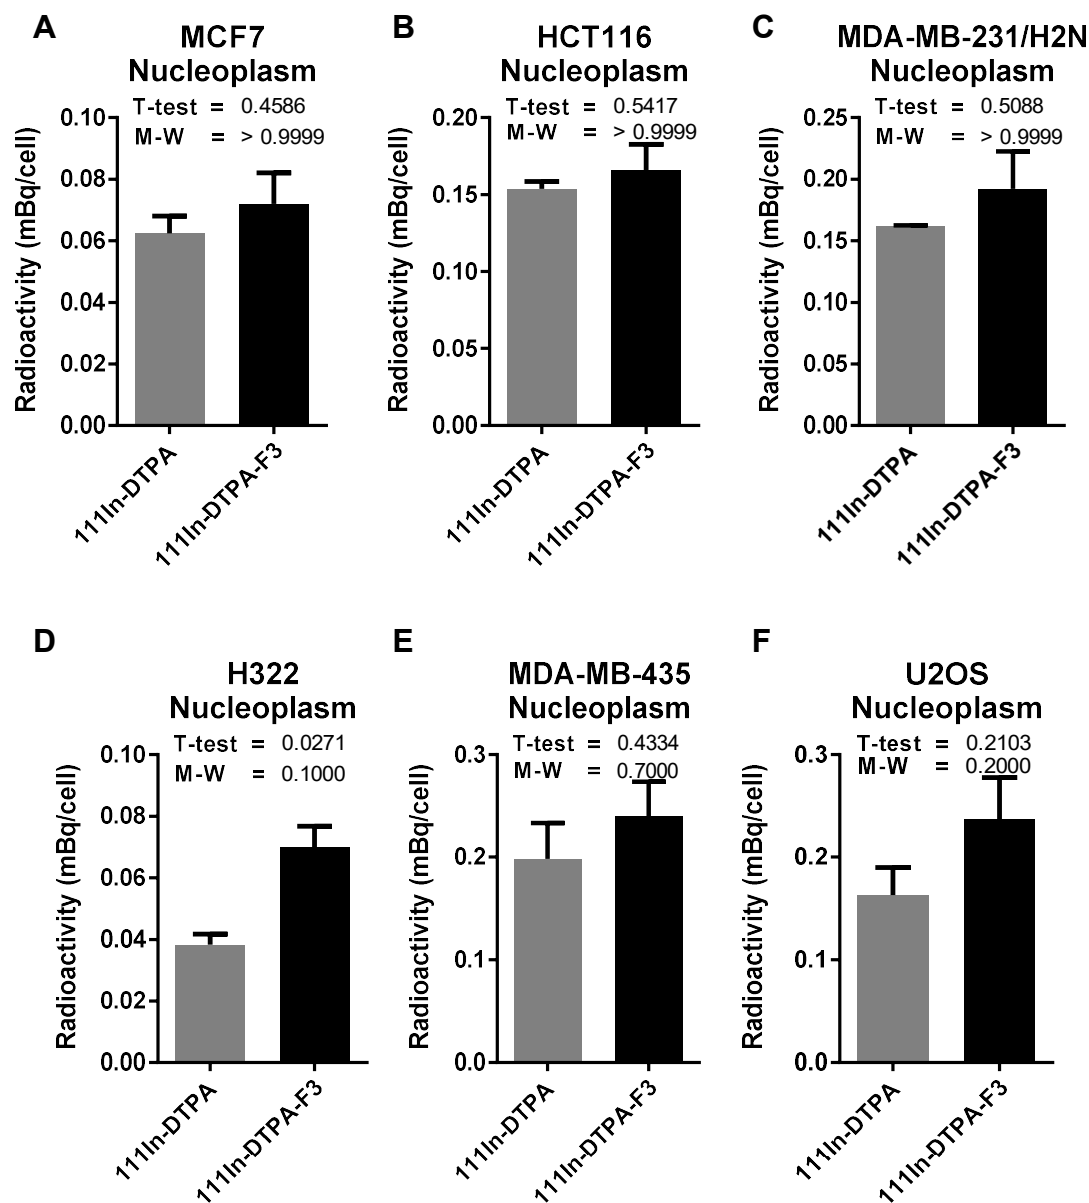 A
MCF7
Nucleoplasm
T-test = 0.4586
M-W = > 0.9999
Radioactivity (mBq/cell)
0.10
0.08
0.06
0.04
0.02
0.00
111In-DTPA
111In-DTPA-F3
B
HCT116
Nucleoplasm
T-test = 0.5417
M-W = > 0.9999
Radioactivity (mBq/cell)
0.20
0.15
0.10
0.05
0.00
111In-DTPA
111In-DTPA-F3
C
MDA-MB-231/H2N
Nucleoplasm
T-test = 0.5088
M-W = > 0.9999
Radioactivity (mBq/cell)
0.25
0.20
0.15
0.10
0.05
0.00
111In-DTPA
111In-DTPA-F3
D
H322
Nucleoplasm
T-test = 0.0271
M-W = 0.1000
Radioactivity (mBq/cell)
0.10
0.08
0.06
0.04
0.02
0.00
111In-DTPA
111In-DTPA-F3
E
MDA-MB-435
Nucleoplasm
T-test = 0.4334
M-W = 0.7000
Radioactivity (mBq/cell)
0.3
0.2
0.1
0.0
111In-DTPA
111In-DTPA-F3
F
U2OS
Nucleoplasm
T-test = 0.2103
M-W = 0.2000
Radioactivity (mBq/cell)
0.3
0.2
0.1
0.0
111In-DTPA
111In-DTPA-F3